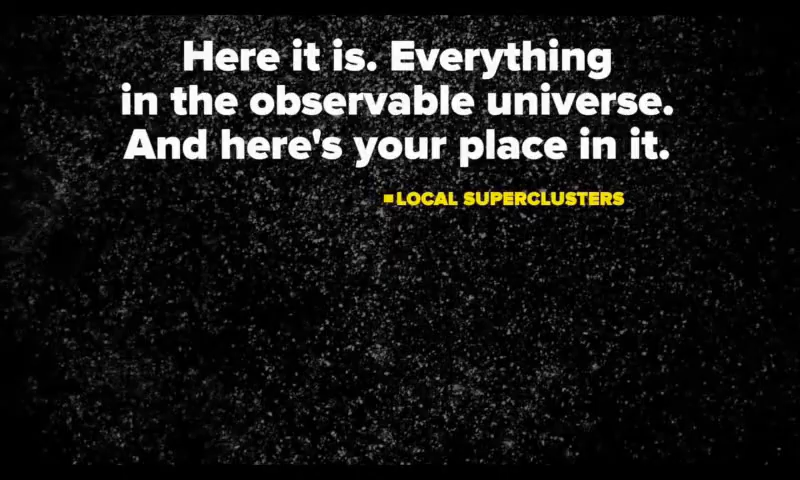 Here it is. Everything
in the observable universe.
And here's your place in it.
LOCAL SUPERCLUSTERS